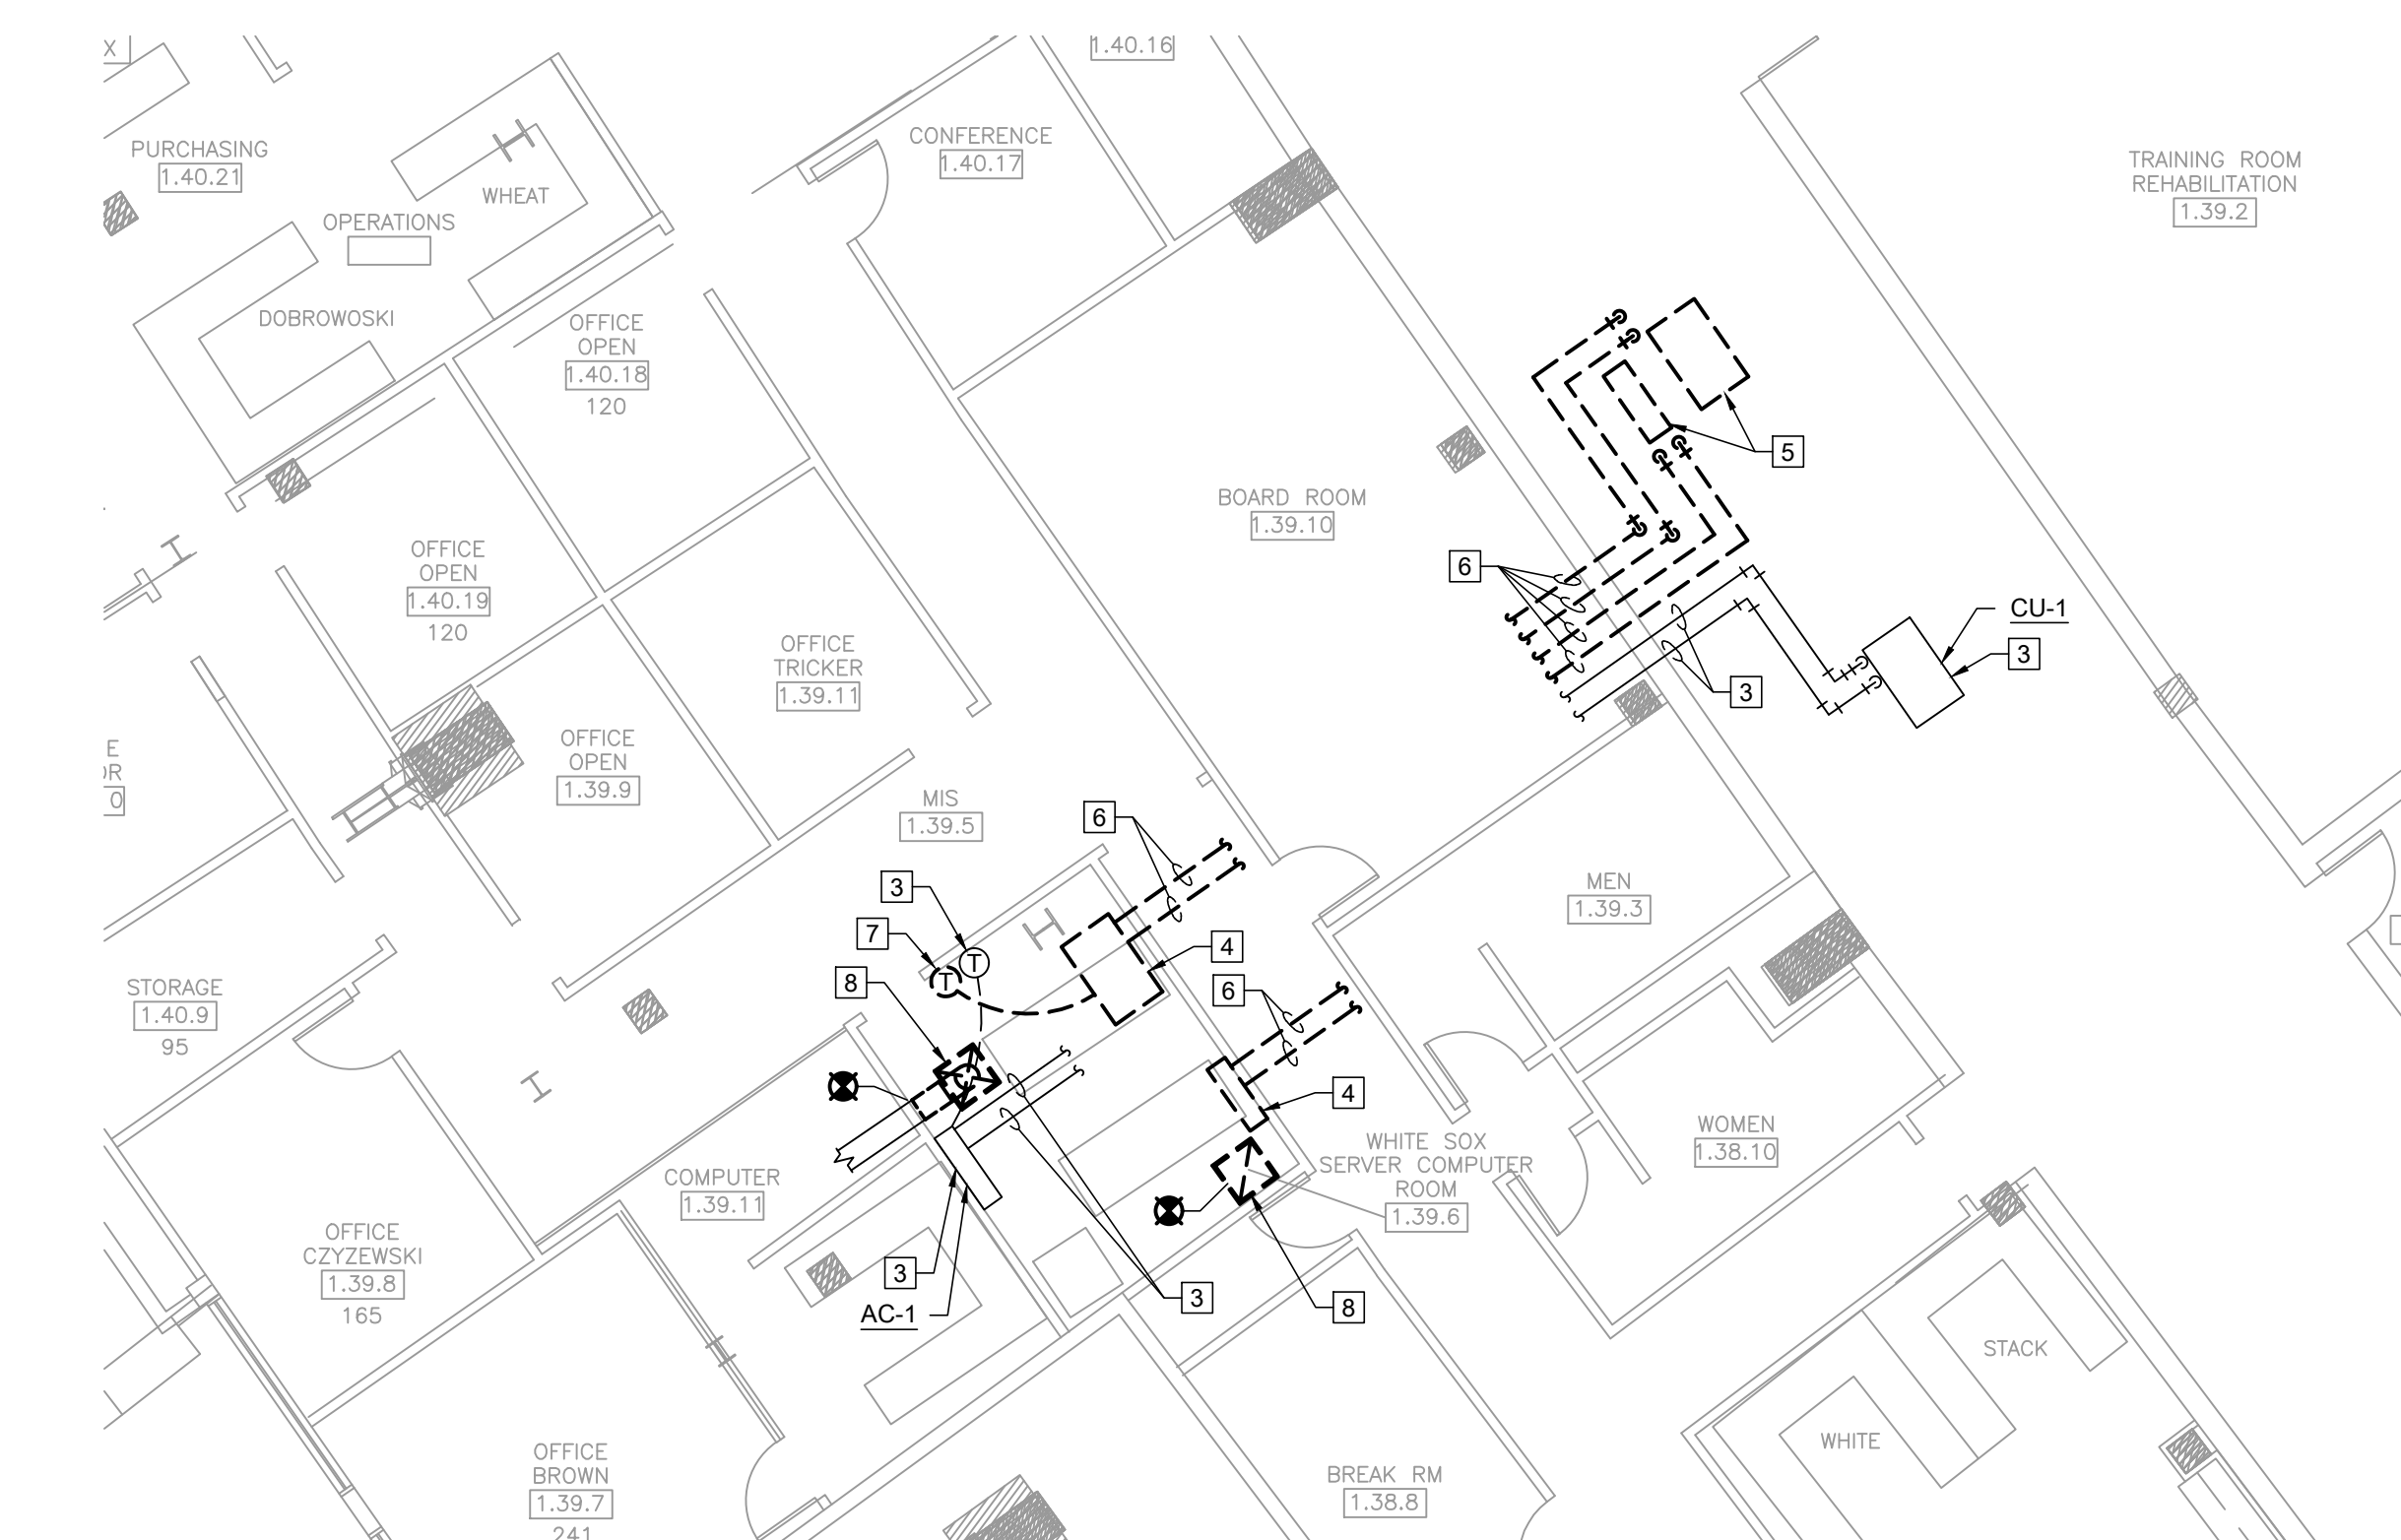 X
1.40.16
CONFERENCE
1.40.17
PURCHASING
1.40.21
WHEAT
OPERATIONS
DOBROWOSKI
TRAINING ROOM
REHABILITATION
1.39.2
OFFICE
OPEN
1.40.18
120
5
BOARD ROOM
1.39.10
OFFICE
OPEN
1.40.19
120
6
CU-1
3
3
OFFICE
TRICKER
1.39.11
OFFICE
OPEN
1.39.9
E
OR
0
MIS
1.39.5
6
3
7
8
4
6
MEN
1.39.3
T
T
STORAGE
1.40.9
95
4
WOMEN
1.38.10
WHITE SOX
SERVER COMPUTER
ROOM
1.39.6
COMPUTER
1.39.11
OFFICE
CZYZEWSKI
1.39.8
165
3
AC-1
3
8
STACK
WHITE
OFFICE
BROWN
1.39.7
241
BREAK RM
1.38.8